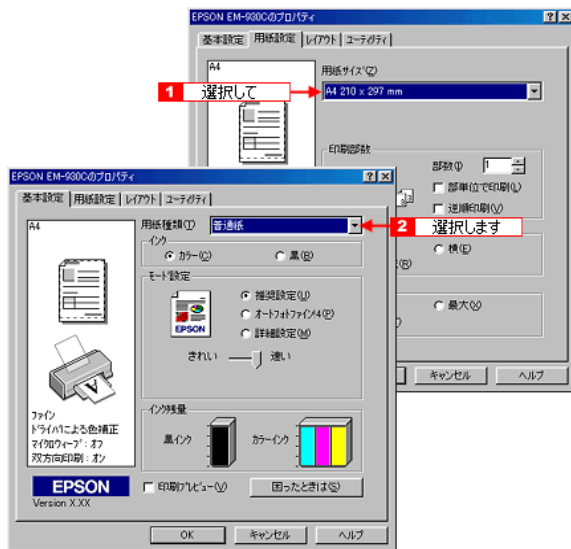 EPSON EM-930Cのプロパティ
基本設定 用紙設定 レイアウト ユーティリティ
A4
用紙サイズ(Z)
1 選択して
A4 210 x 297 mm
印刷部数
部数(I) 1
部単位で印刷(L)
逆順印刷(V)
横(E)
最大(X)
キャンセル ヘルプ
EPSON EM-930Cのプロパティ
基本設定 用紙設定 レイアウト ユーティリティ
A4
用紙種類(T) 普通紙
2 選択します
インク
カラー(C) 黒(B)
モード設定
EPSON
推奨設定(U)
オートフォトファイン!4(P)
詳細設定(M)
きれい 速い
ファイン
ドライバによる色補正
マイクロウィーブ:オフ
双方向印刷:オン
インク残量
黒インク カラーインク
EPSON
Version X.XX
印刷プレビュー(V) 困ったときは(S)
OK キャンセル ヘルプ